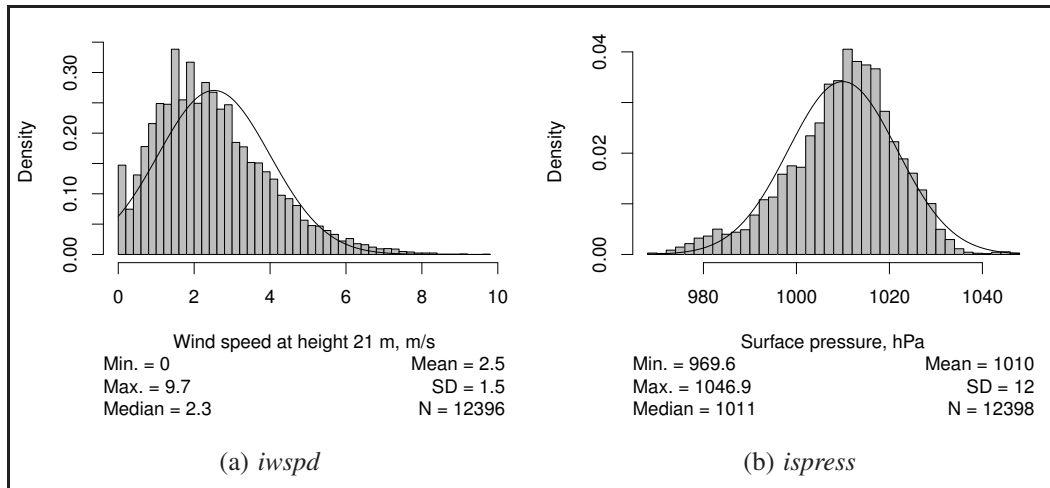 Density
0.00
0.10
0.20
0.30
0
2
4
6
8
10
Wind speed at height 21 m, m/s
Min. = 0 Mean = 2.5
Max. = 9.7 SD = 1.5
Median = 2.3 N = 12396
(a) iwspd
Density
0.00
0.02
0.04
980
1000
1020
1040
Surface pressure, hPa
Min. = 969.6 Mean = 1010
Max. = 1046.9 SD = 12
Median = 1011 N = 12398
(b) ispress